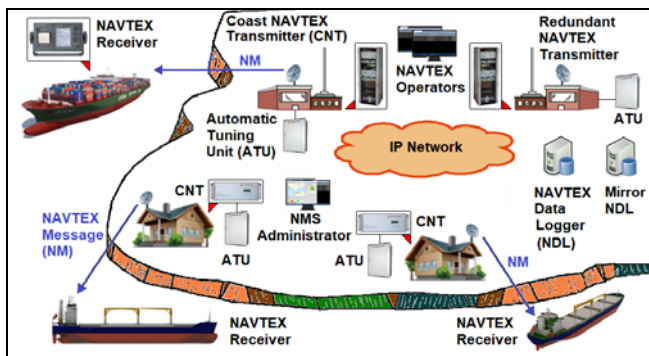 NAVTEX
Receiver
Coast NAVTEX
Transmitter (CNT)
NM
NAVTEX
Operators
Redundant
NAVTEX
Transmitter
ATU
Automatic
Tuning
Unit (ATU)
IP Network
NAVTEX
Data
Logger
(NDL)
Mirror
NDL
CNT
NMS
Administrator
ATU
NAVTEX
Message
(NM)
CNT
ATU
NM
NAVTEX
Receiver
NAVTEX
Receiver